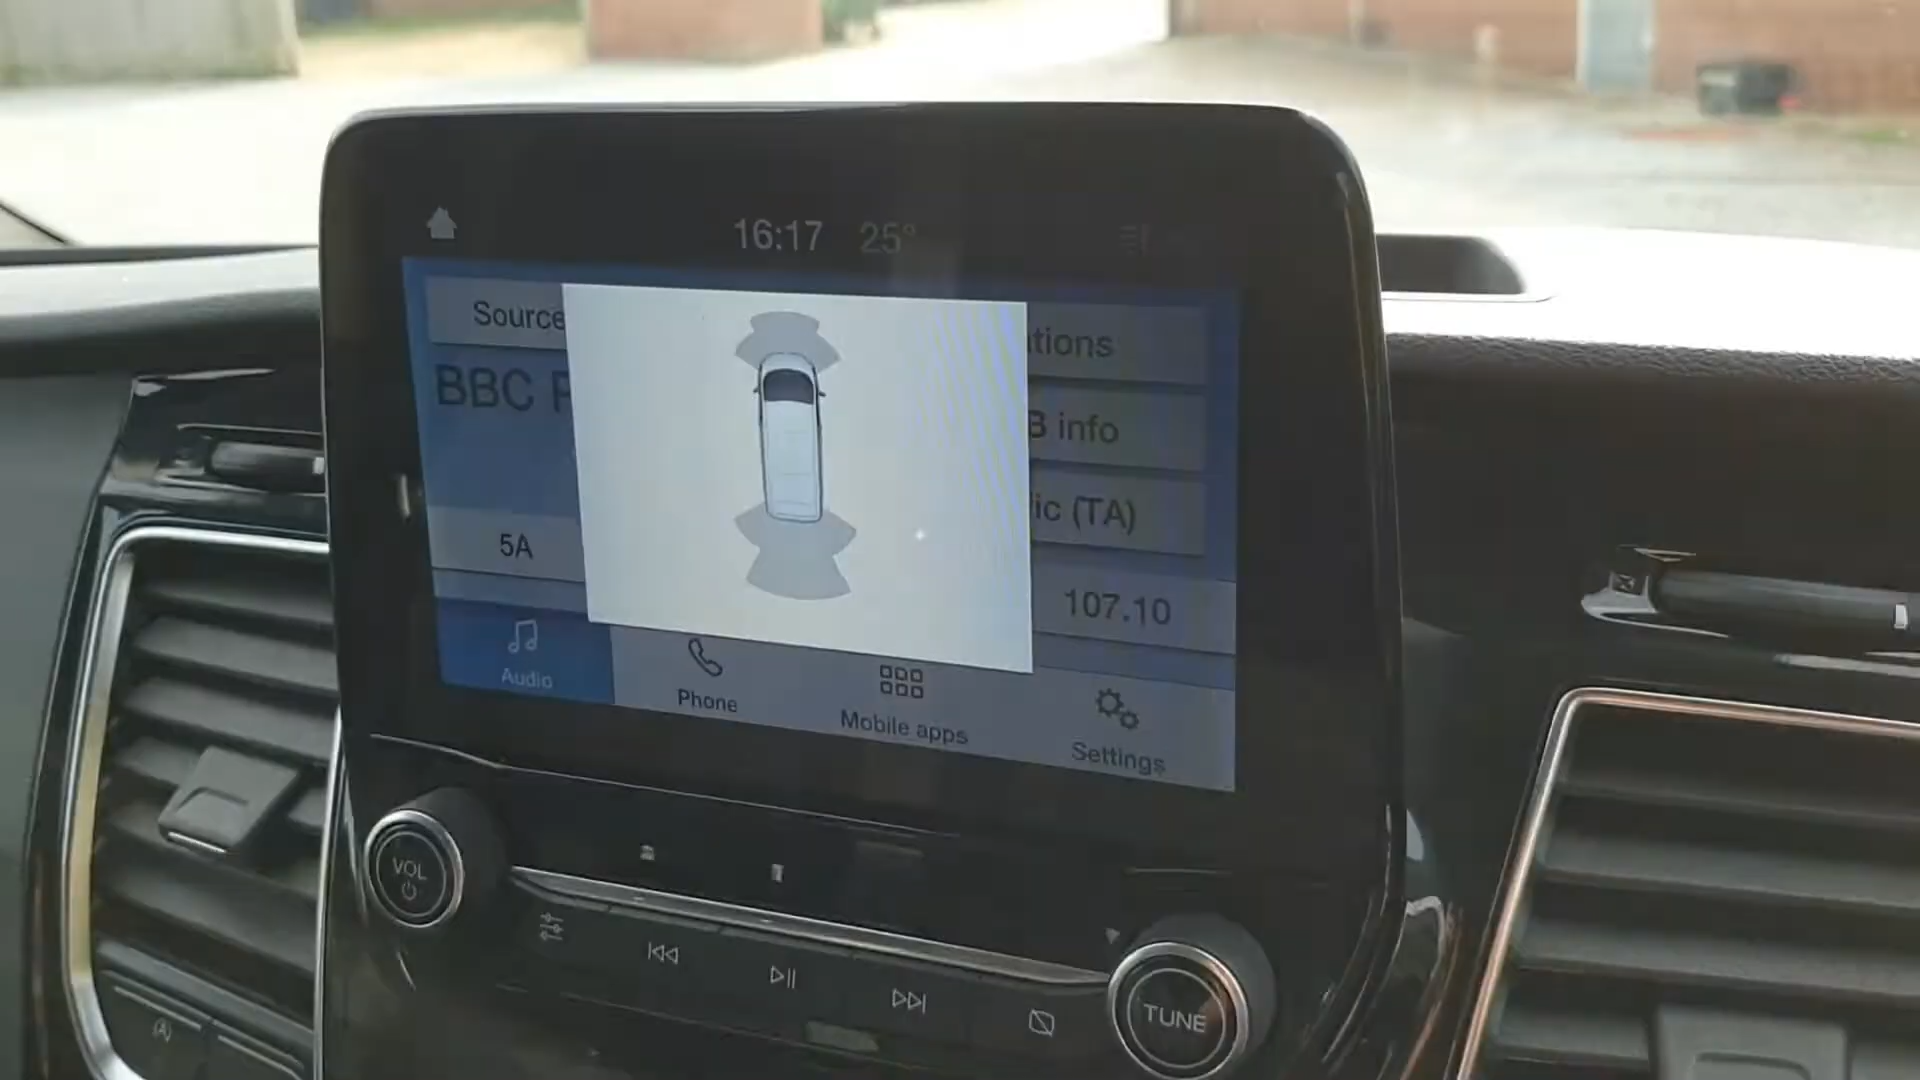 16:17 25°
Source
tions
BBC
B info
ic (TA)
5A
107.10
Audio
Phone
Mobile apps
Settings
VOL
TUNE
(A)